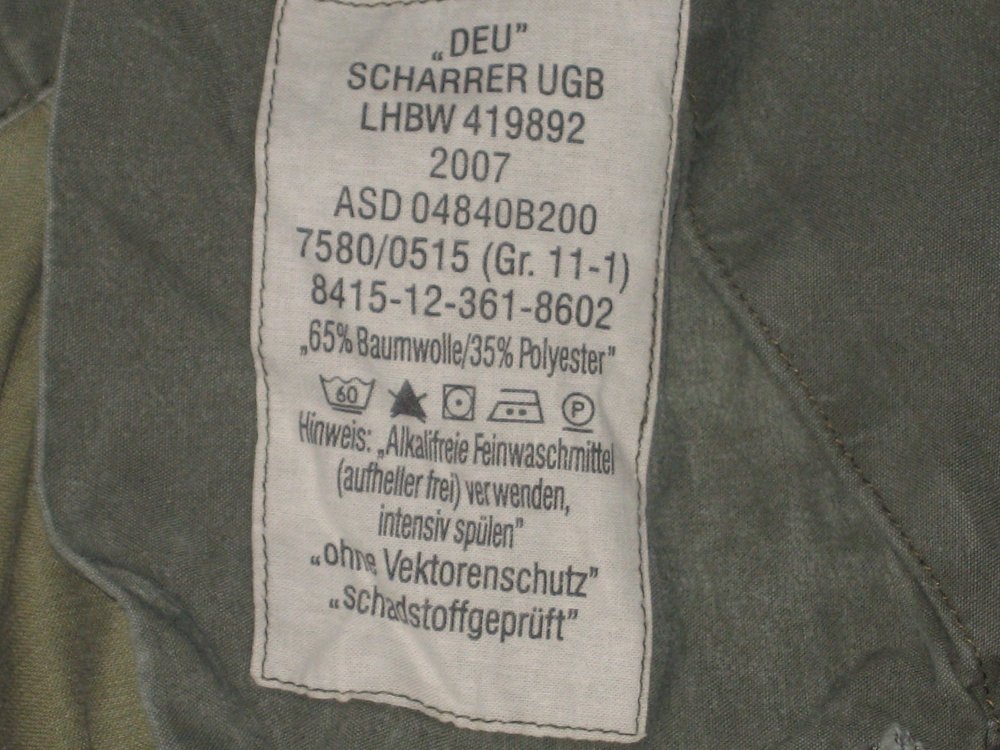 „DEU”
SCHARRER UGB
LHBW 419892
2007
ASD 04840B200
7580/0515 (Gr. 11-1)
8415-12-361-8602
„65% Baumwolle/35% Polyester”
60 P
Hinweis: „Alkalifreie Feinwaschmittel
(aufheller frei) verwenden,
intensiv spülen”
„ohne Vektorenschutz”
„schadstoffgeprüft”